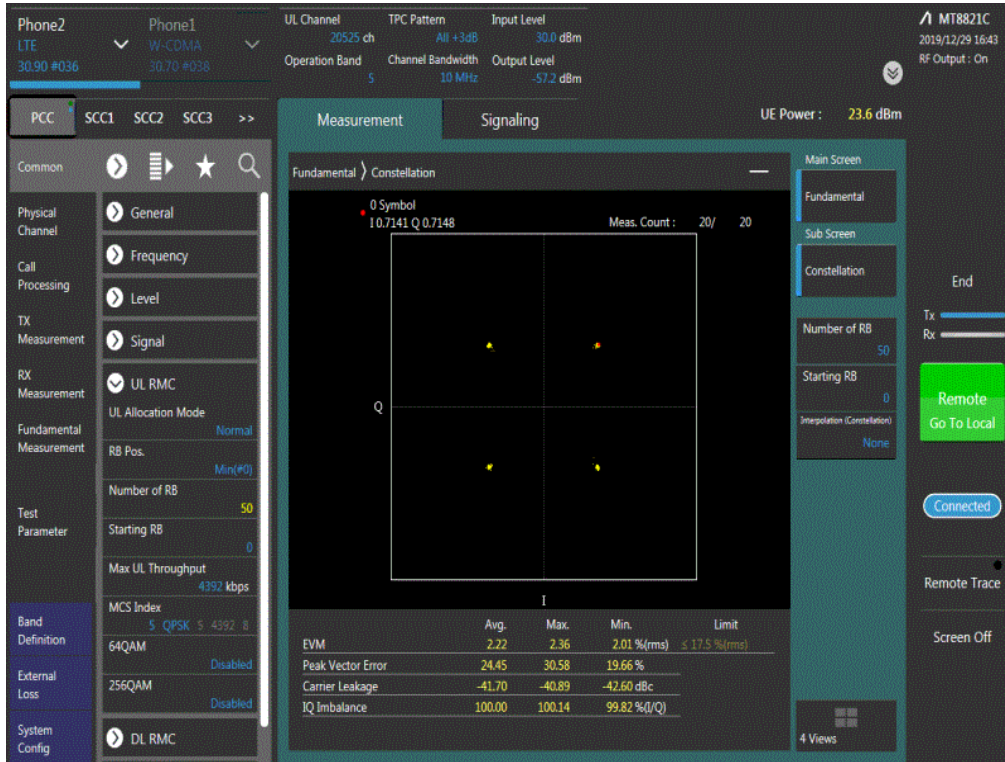 Phone2
LTE
30.90 #036
Phone1
W-CDMA
30.70 #038
UL Channel
20525 ch
TPC Pattern
All +3dB
Input Level
30.0 dBm
Operation Band
5
Channel Bandwidth
10 MHz
Output Level
-57.2 dBm
MT8821C
2019/12/29 16:43
RF Output : On
PCC SCC1 SCC2 SCC3 >>
Measurement
Signaling
UE Power : 23.6 dBm
Common
Physical
Channel
Call
Processing
TX
Measurement
RX
Measurement
Fundamental
Measurement
Test
Parameter
Band
Definition
External
Loss
System
Config
General
Frequency
Level
Signal
UL RMC
UL Allocation Mode
Normal
RB Pos.
Min(#0)
Number of RB
50
Starting RB
0
Max UL Throughput
4392 kbps
MCS Index
5 QPSK 5 4392 8
64QAM
Disabled
256QAM
Disabled
DL RMC
Fundamental 〉 Constellation
0 Symbol
I 0.7141 Q 0.7148
Meas. Count : 20/ 20
Q
I
Avg. Max. Min. Limit
EVM 2.22 2.36 2.01 %(rms) ≤ 17.5 %(rms)
Peak Vector Error 24.45 30.58 19.66 %
Carrier Leakage -41.70 -40.89 -42.60 dBc
IQ Imbalance 100.00 100.14 99.82 %(I/Q)
Main Screen
Fundamental
Sub Screen
Constellation
Number of RB
50
Starting RB
0
Interpolation (Constellation)
None
4 Views
End
Tx
Rx
Remote
Go To Local
Connected
Remote Trace
Screen Off